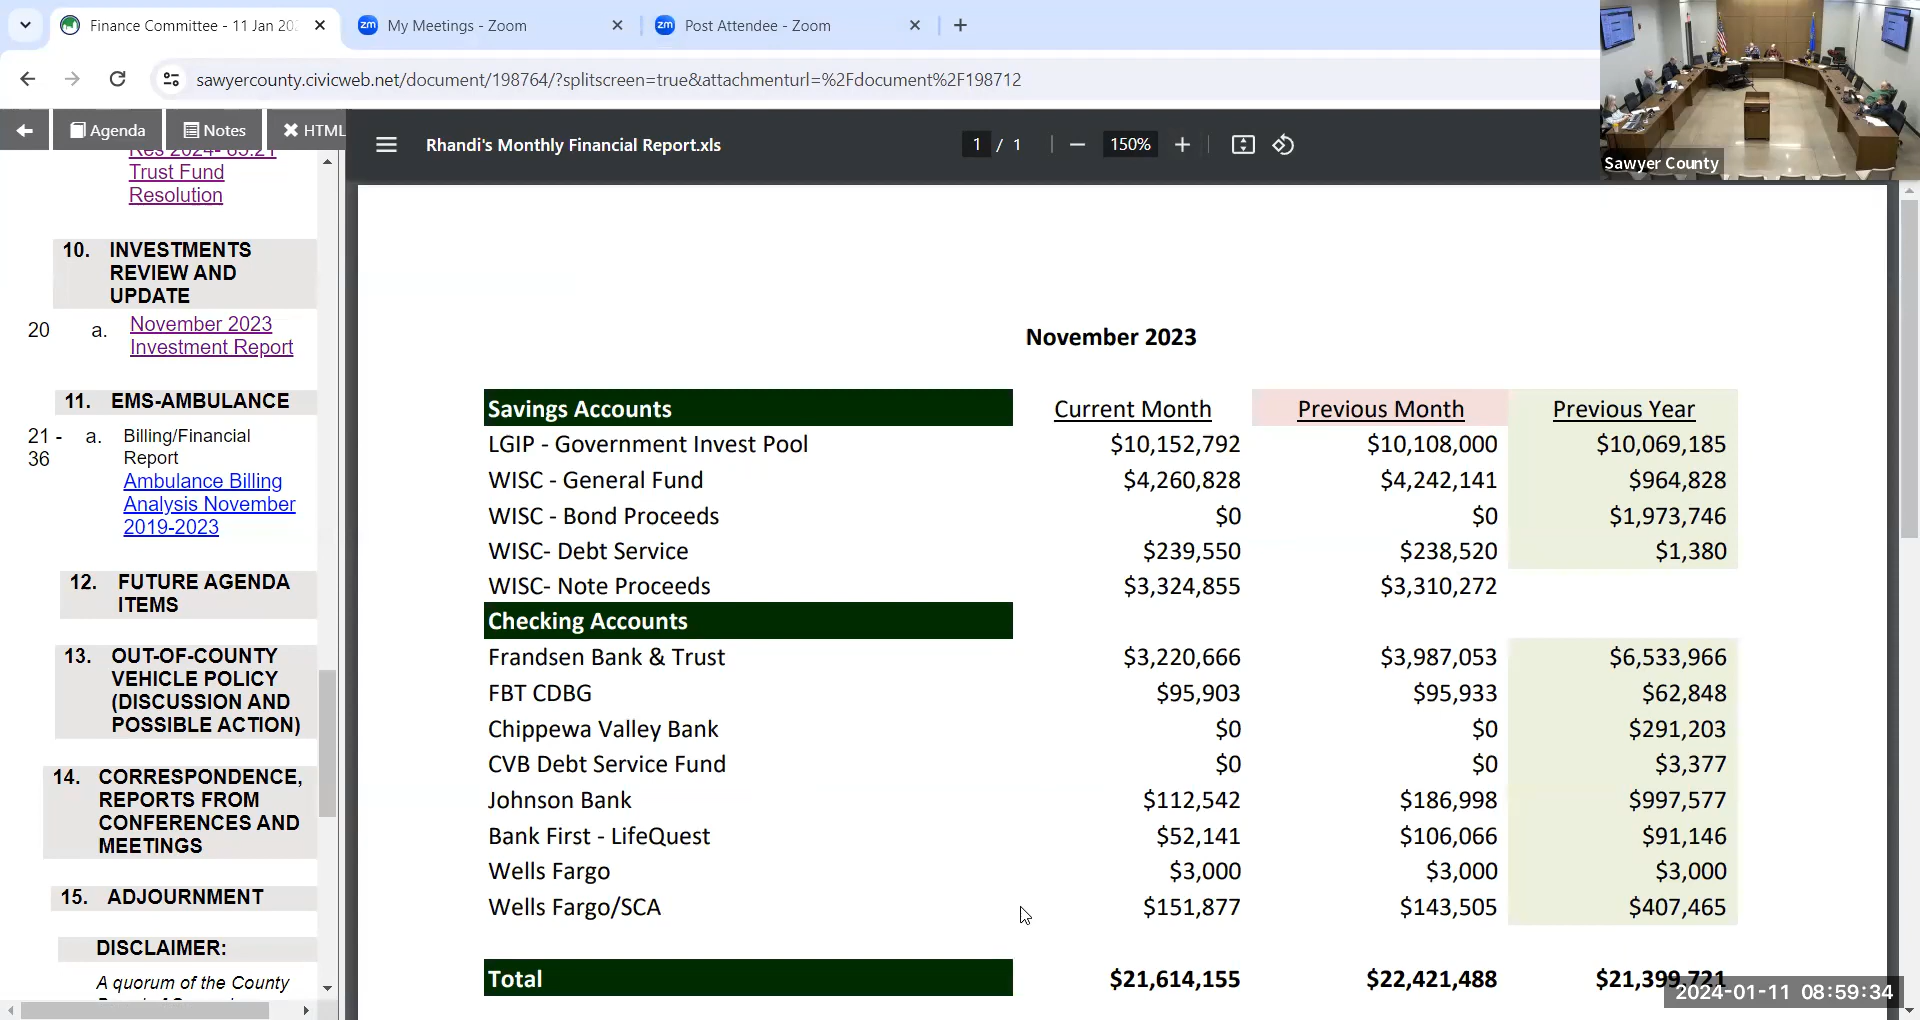 Finance Committee - 11 Jan 202
My Meetings - Zoom
Post Attendee - Zoom
sawyercounty.civicweb.net/document/198764/?splitscreen=true&attachmenturl=%2Fdocument%2F198712
Agenda
Notes
HTML
Rhandi's Monthly Financial Report.xls
1 / 1
150%
Sawyer County
Trust Fund
Resolution
10. INVESTMENTS
REVIEW AND
UPDATE
20 a. November 2023
Investment Report
11. EMS-AMBULANCE
21 - a. Billing/Financial
36 Report
Ambulance Billing
Analysis November
2019-2023
12. FUTURE AGENDA
ITEMS
13. OUT-OF-COUNTY
VEHICLE POLICY
(DISCUSSION AND
POSSIBLE ACTION)
14. CORRESPONDENCE,
REPORTS FROM
CONFERENCES AND
MEETINGS
15. ADJOURNMENT
DISCLAIMER:
A quorum of the County
November 2023
Savings Accounts Current Month Previous Month Previous Year
LGIP - Government Invest Pool $10,152,792 $10,108,000 $10,069,185
WISC - General Fund $4,260,828 $4,242,141 $964,828
WISC - Bond Proceeds $0 $0 $1,973,746
WISC- Debt Service $239,550 $238,520 $1,380
WISC- Note Proceeds $3,324,855 $3,310,272
Checking Accounts
Frandsen Bank & Trust $3,220,666 $3,987,053 $6,533,966
FBT CDBG $95,903 $95,933 $62,848
Chippewa Valley Bank $0 $0 $291,203
CVB Debt Service Fund $0 $0 $3,377
Johnson Bank $112,542 $186,998 $997,577
Bank First - LifeQuest $52,141 $106,066 $91,146
Wells Fargo $3,000 $3,000 $3,000
Wells Fargo/SCA $151,877 $143,505 $407,465
Total $21,614,155 $22,421,488 $21,399,721
2024-01-11 08:59:34